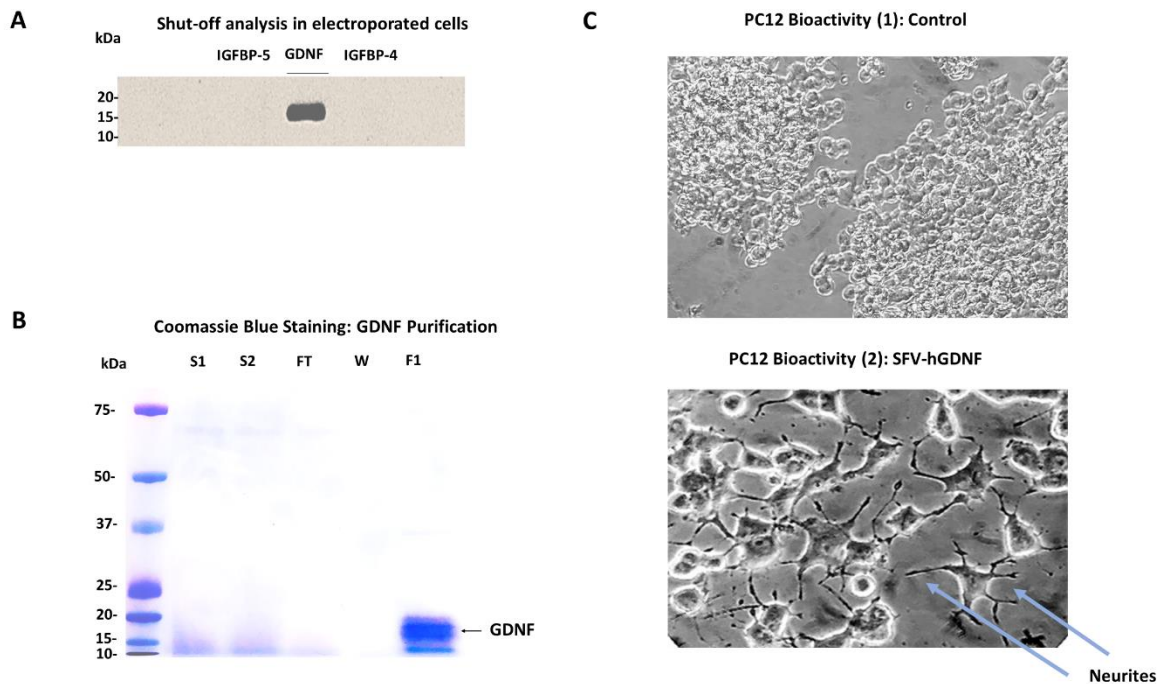 A
Shut-off analysis in electroporated cells
kDa
IGFBP-5 GDNF IGFBP-4
20-
15-
10-
B
Coomassie Blue Staining: GDNF Purification
kDa S1 S2 FT W F1
75-
50-
37-
25-
20-
15-
10-
GDNF
C
PC12 Bioactivity (1): Control
PC12 Bioactivity (2): SFV-hGDNF
Neurites